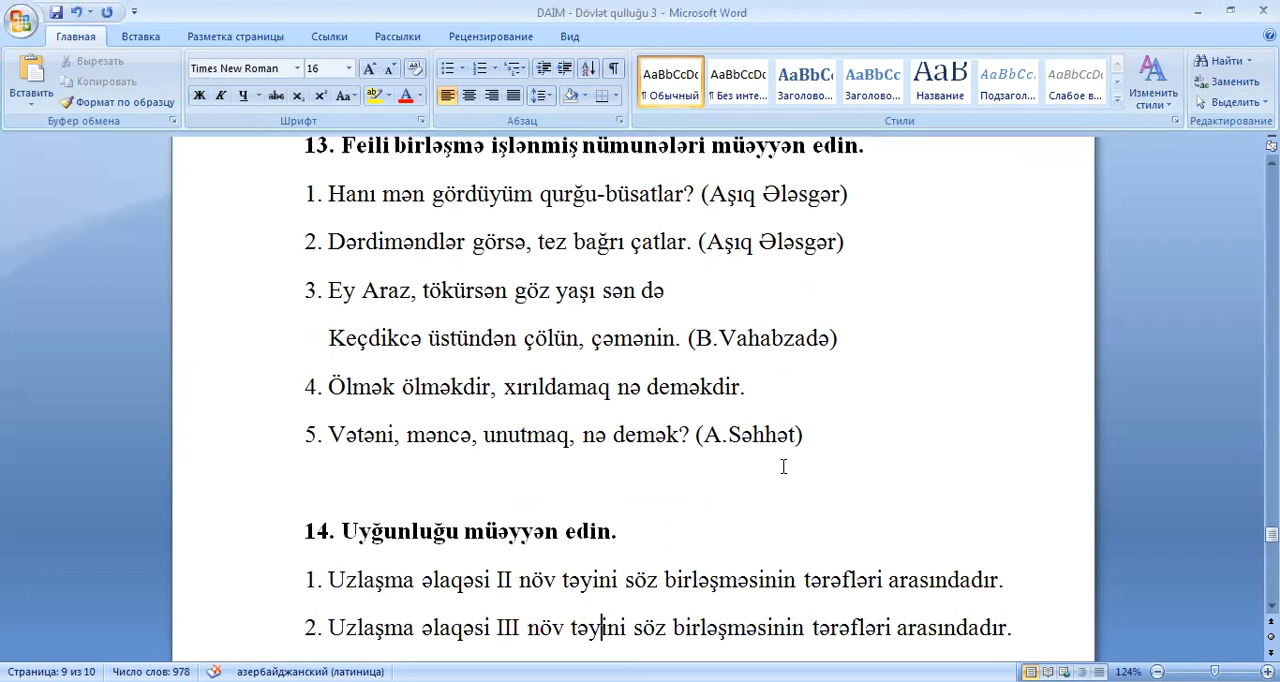 DAIM - Dövlət qulluğu 3 - Microsoft Word
Главная Вставка Разметка страницы Ссылки Рассылки Рецензирование Вид
Вставить
Вырезать
Копировать
Формат по образцу
Буфер обмена
Times New Roman 16
Ж К Ч abc x₂ x² Aa
Шрифт
Абзац
AaBbCcDc AaBbCcDc AaBbC AaBbCc AaB AaBbCc. AaBbCcDc
¶ Обычный ¶ Без инте... Заголово... Заголово... Название Подзагол... Слабое в...
Стили
Изменить стили
Найти
Заменить
Выделить
Редактирование
13. Feili birləşmə işlənmiş nümunələri müəyyən edin.
1. Hanı mən gördüyüm qurğu-büsatlar? (Aşıq Ələsgər)
2. Dərdiməndlər görsə, tez bağrı çatlar. (Aşıq Ələsgər)
3. Ey Araz, tökürsən göz yaşı sən də
Keçdikcə üstündən çölün, çəmənin. (B.Vahabzadə)
4. Ölmək ölməkdir, xırıldamaq nə deməkdir.
5. Vətəni, məncə, unutmaq, nə demək? (A.Səhhət)
14. Uyğunluğu müəyyən edin.
1. Uzlaşma əlaqəsi II növ təyini söz birləşməsinin tərəfləri arasındadır.
2. Uzlaşma əlaqəsi III növ təyini söz birləşməsinin tərəfləri arasındadır.
Страница: 9 из 10 Число слов: 978 азербайджанский (латиница) 124%